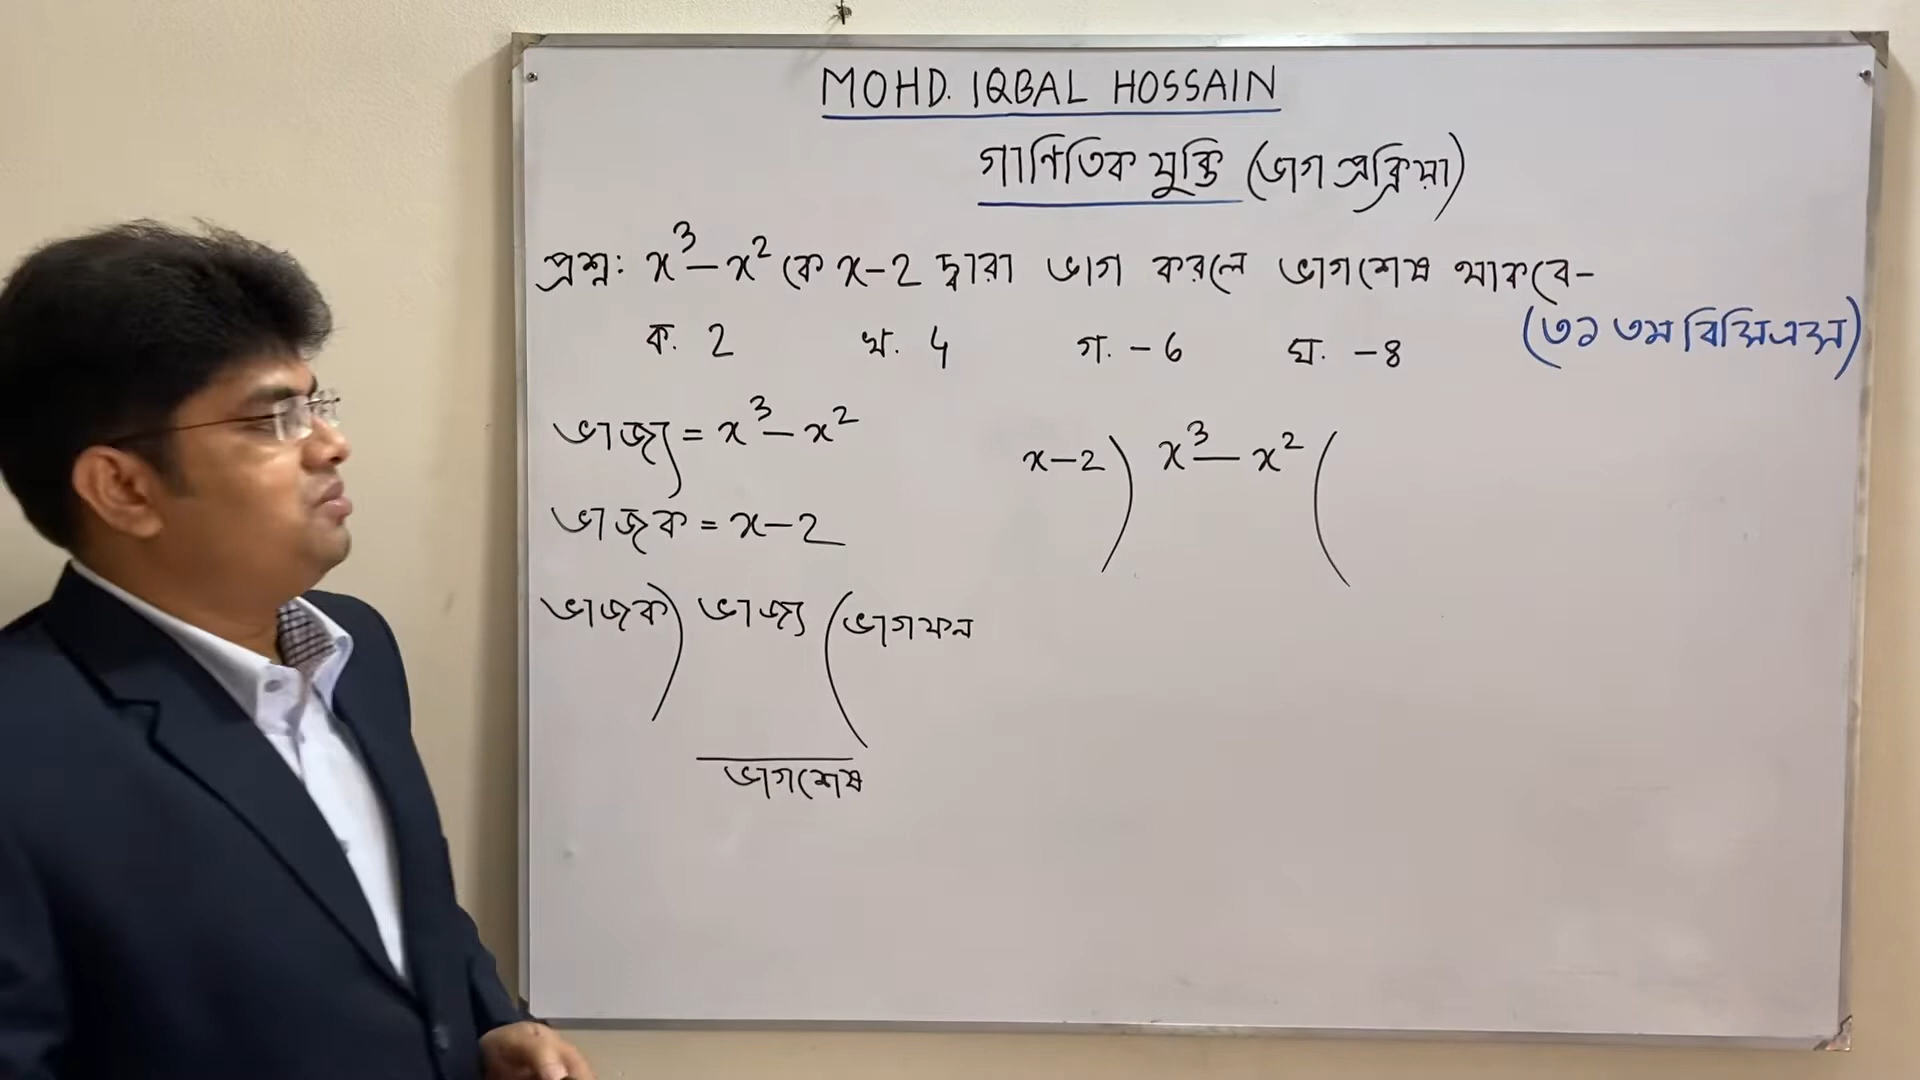 MOHD. IQBAL HOSSAIN
গাণিতিক যুক্তি (ভাগ প্রক্রিয়া)
প্রশ্ন: x³-x² কে x-2 দ্বারা ভাগ করলে ভাগশেষ থাকবে-
ক. 2 খ. 4 গ. -6 ঘ. -8
(৩১ তম বিসিএস)
ভাজ্য = x³-x²
ভাজক = x-2
x-2) x³-x² (
ভাজক) ভাজ্য (ভাগফল
ভাগশেষ